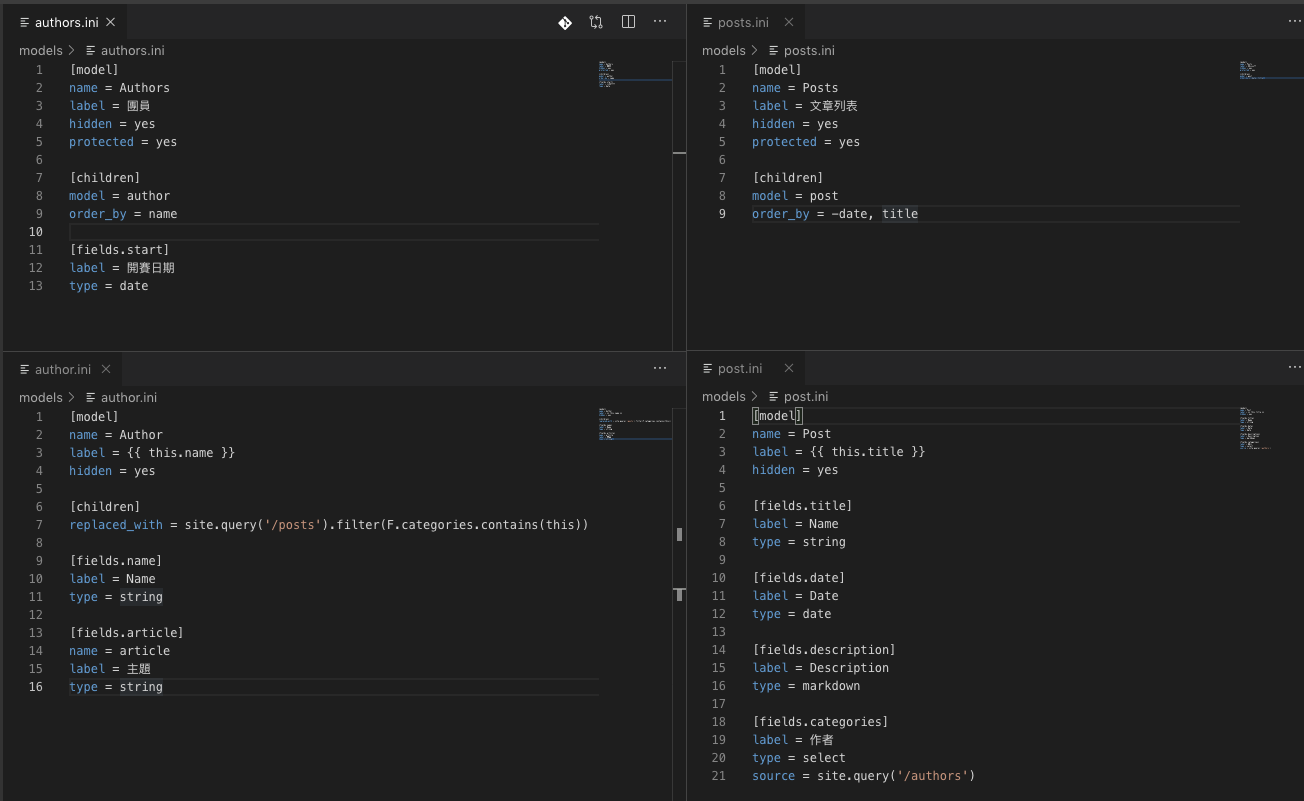 authors.ini
models > authors.ini
1 [model]
2 name = Authors
3 label = 團員
4 hidden = yes
5 protected = yes
6
7 [children]
8 model = author
9 order_by = name
10
11 [fields.start]
12 label = 開賽日期
13 type = date
posts.ini
models > posts.ini
1 [model]
2 name = Posts
3 label = 文章列表
4 hidden = yes
5 protected = yes
6
7 [children]
8 model = post
9 order_by = -date, title
author.ini
models > author.ini
1 [model]
2 name = Author
3 label = {{ this.name }}
4 hidden = yes
5
6 [children]
7 replaced_with = site.query('/posts').filter(F.categories.contains(this))
8
9 [fields.name]
10 label = Name
11 type = string
12
13 [fields.article]
14 name = article
15 label = 主題
16 type = string
post.ini
models > post.ini
1 [model]
2 name = Post
3 label = {{ this.title }}
4 hidden = yes
5
6 [fields.title]
7 label = Name
8 type = string
9
10 [fields.date]
11 label = Date
12 type = date
13
14 [fields.description]
15 label = Description
16 type = markdown
17
18 [fields.categories]
19 label = 作者
20 type = select
21 source = site.query('/authors')